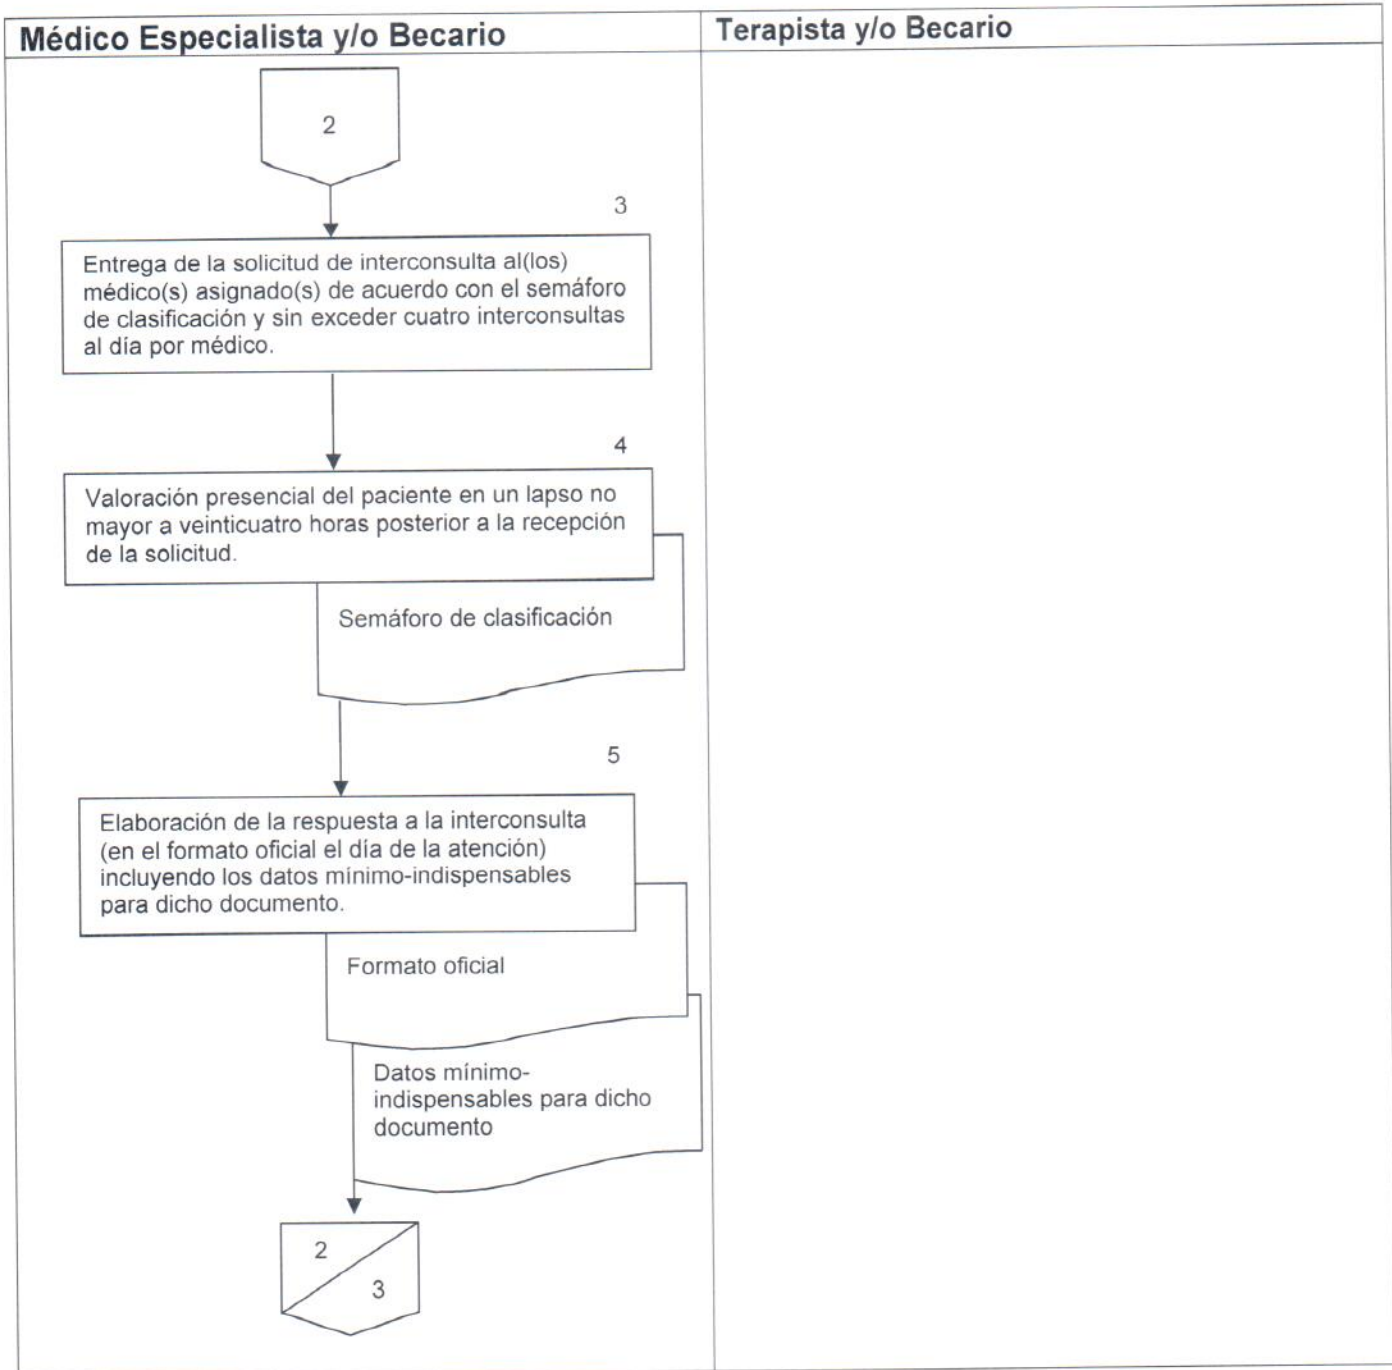 Médico Especialista y/o Becario
Terapista y/o Becario
2
3
Entrega de la solicitud de interconsulta al(los)
médico(s) asignado(s) de acuerdo con el semáforo
de clasificación y sin exceder cuatro interconsultas
al día por médico.
4
Valoración presencial del paciente en un lapso no
mayor a veinticuatro horas posterior a la recepción
de la solicitud.
Semáforo de clasificación
5
Elaboración de la respuesta a la interconsulta
(en el formato oficial el día de la atención)
incluyendo los datos mínimo-indispensables
para dicho documento.
Formato oficial
Datos mínimo-
indispensables para dicho
documento
2
3